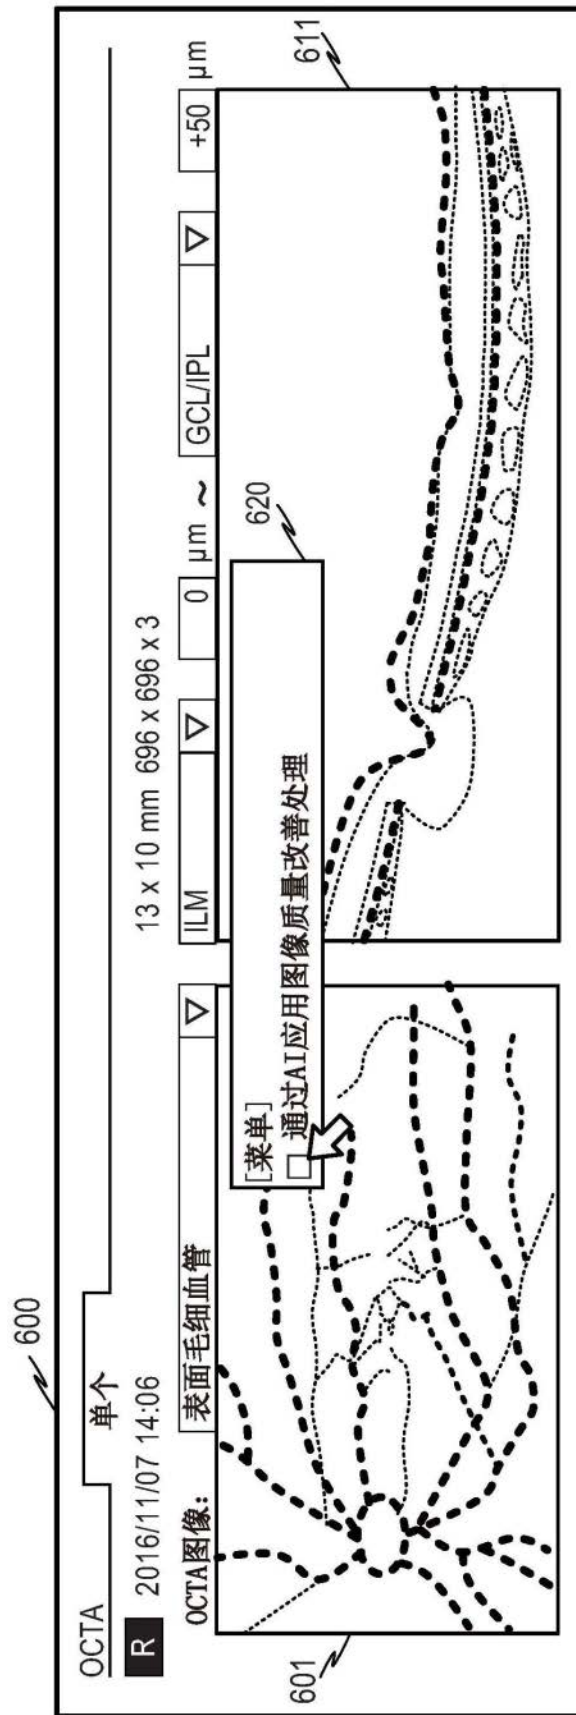 600
OCTA
单个
R 2016/11/07 14:06 13 x 10 mm 696 x 696 x 3
OCTA图像: 表面毛细血管 ▽ ILM ▽ 0 μm ~ GCL/IPL ▽ +50 μm
[菜单]
□ 通过AI应用图像质量改善处理
620
601
611